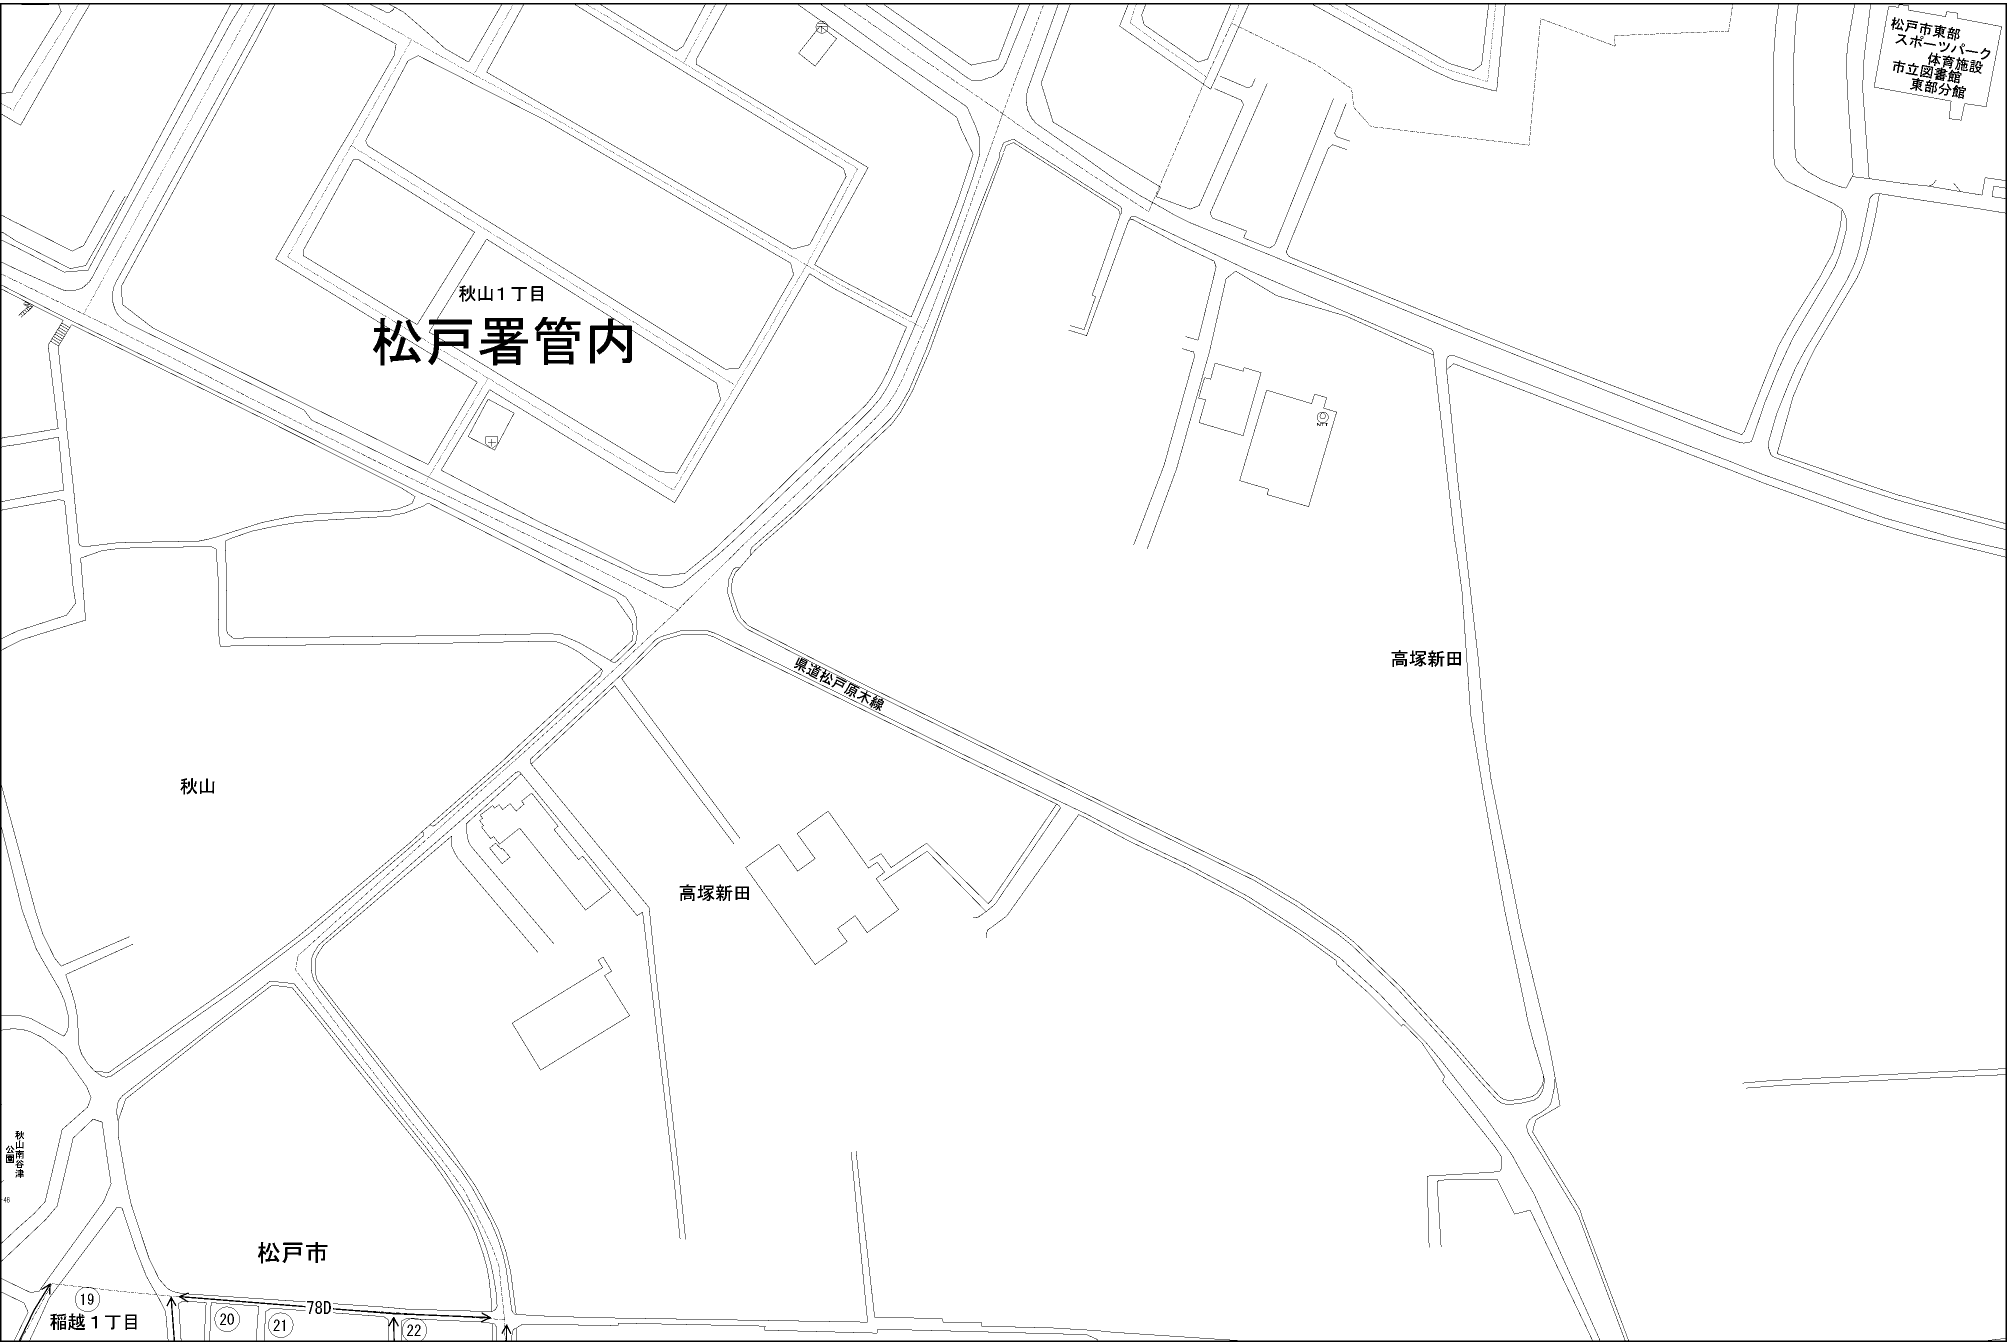 松戸市東部
スポーツパーク
体育施設
市立図書館
東部分館
秋山1丁目
松戸署管内
NTT
高塚新田
県道松戸原木線
秋山
高塚新田
秋山南谷津
公園
46
松戸市
19
稲越1丁目
78D
20
21
22